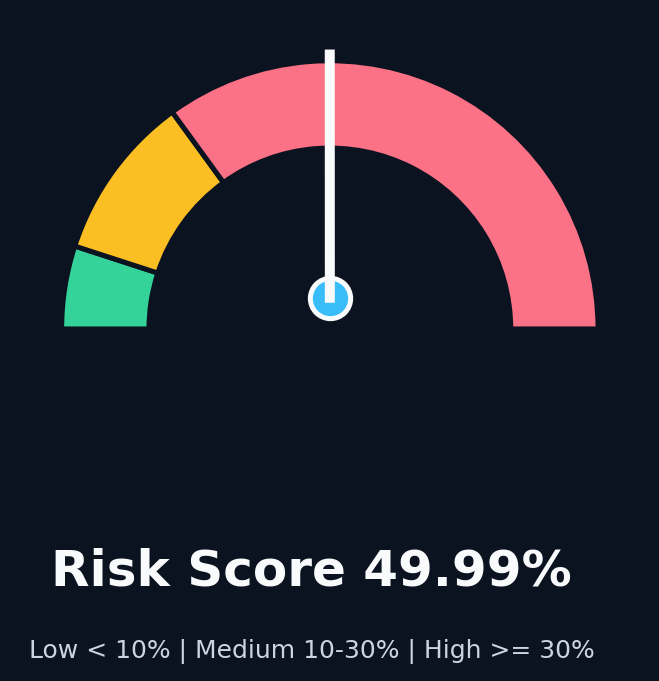 Risk Score 49.99%
Low < 10% | Medium 10-30% | High >= 30%